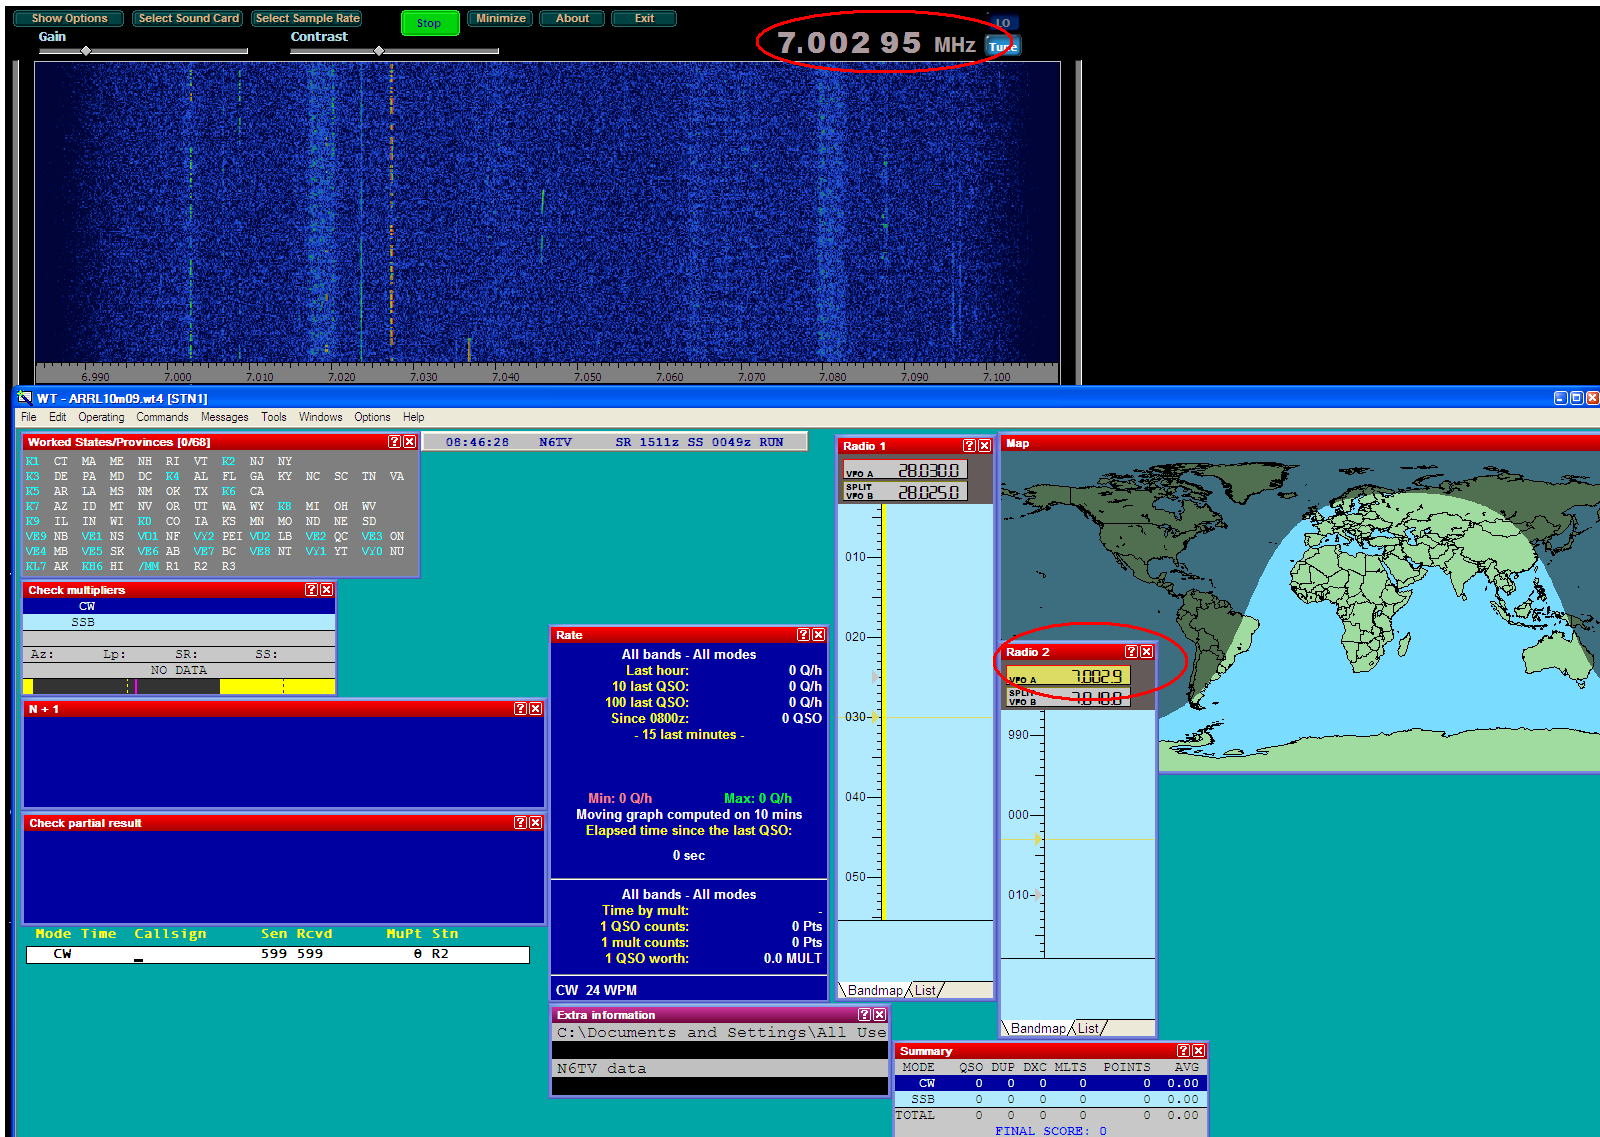 Show Options Select Sound Card Select Sample Rate Stop Minimize About Exit
Gain Contrast
7.002 95 MHz
LO
Tune
6.990 7.000 7.010 7.020 7.030 7.040 7.050 7.060 7.070 7.080 7.090 7.100
WT - ARRL10m09.wt4 [STN1]
File Edit Operating Commands Messages Tools Windows Options Help
Worked States/Provinces [0/68]
K1 CT MA ME NH RI VT K2 NJ NY
K3 DE PA MD DC K4 AL FL GA KY NC SC TN VA
K5 AR LA MS NM OK TX K6 CA
K7 AZ ID MT NV OR UT WA WY K8 MI OH WV
K9 IL IN WI K0 CO IA KS MN MO ND NE SD
VE9 NB VE1 NS VO1 NF VY2 PEI VO2 LB VE2 QC VE3 ON
VE4 MB VE5 SK VE6 AB VE7 BC VE8 NT VY1 YT VY0 NU
KL7 AK KH6 HI /MM R1 R2 R3
08:46:28 N6TV SR 1511z SS 0049z RUN
Check multipliers
CW
SSB
Az: Lp: SR: SS:
NO DATA
N + 1
Check partial result
Mode Time Callsign Sen Rcvd MuPt Stn
CW _ 599 599 0 R2
Rate
All bands - All modes
Last hour: 0 Q/h
10 last QSO: 0 Q/h
100 last QSO: 0 Q/h
Since 0800z: 0 QSO
- 15 last minutes -
Min: 0 Q/h Max: 0 Q/h
Moving graph computed on 10 mins
Elapsed time since the last QSO:
0 sec
All bands - All modes
Time by mult: -
1 QSO counts: 0 Pts
1 mult counts: 0 Pts
1 QSO worth: 0.0 MULT
CW 24 WPM
Extra information
C:\Documents and Settings\All Use
N6TV data
Radio 1
VFO A 28.030.0
SPLIT
VFO B 28.025.0
010
020
030
040
050
Bandmap List
Map
Radio 2
VFO A 7.002.9
SPLIT
VFO B 7.010.0
990
000
010
Bandmap List
Summary
MODE QSO DUP DXC MLTS POINTS AVG
CW 0 0 0 0 0 0.00
SSB 0 0 0 0 0 0.00
TOTAL 0 0 0 0 0 0.00
FINAL SCORE: 0